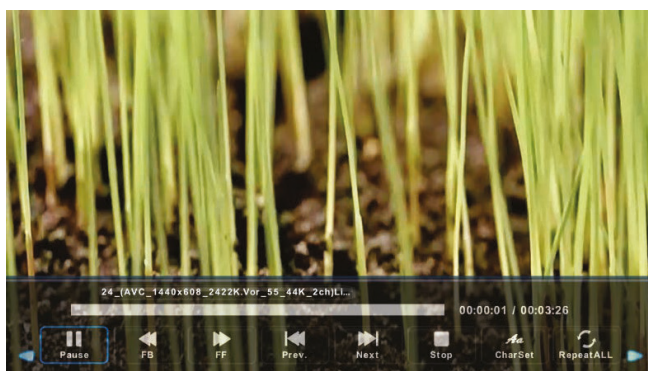 24_(AVC_1440x608_2422K.Vor_55_44K_2ch)Li...
00:00:01 / 00:03:26
Pause FB FF Prev. Next Stop CharSet RepeatALL